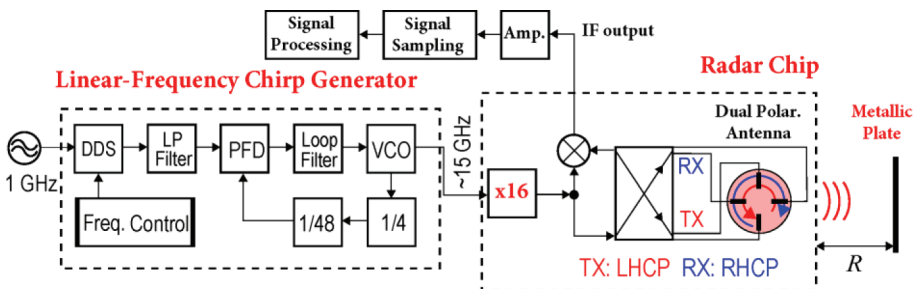 Signal
Processing
Signal
Sampling
Amp.
IF output
Linear-Frequency Chirp Generator
Radar Chip
Dual Polar.
Antenna
Metallic
Plate
1 GHz
DDS
LP
Filter
PFD
Loop
Filter
VCO
~15 GHz
x16
RX
TX
Freq. Control
1/48
1/4
TX: LHCP RX: RHCP
R